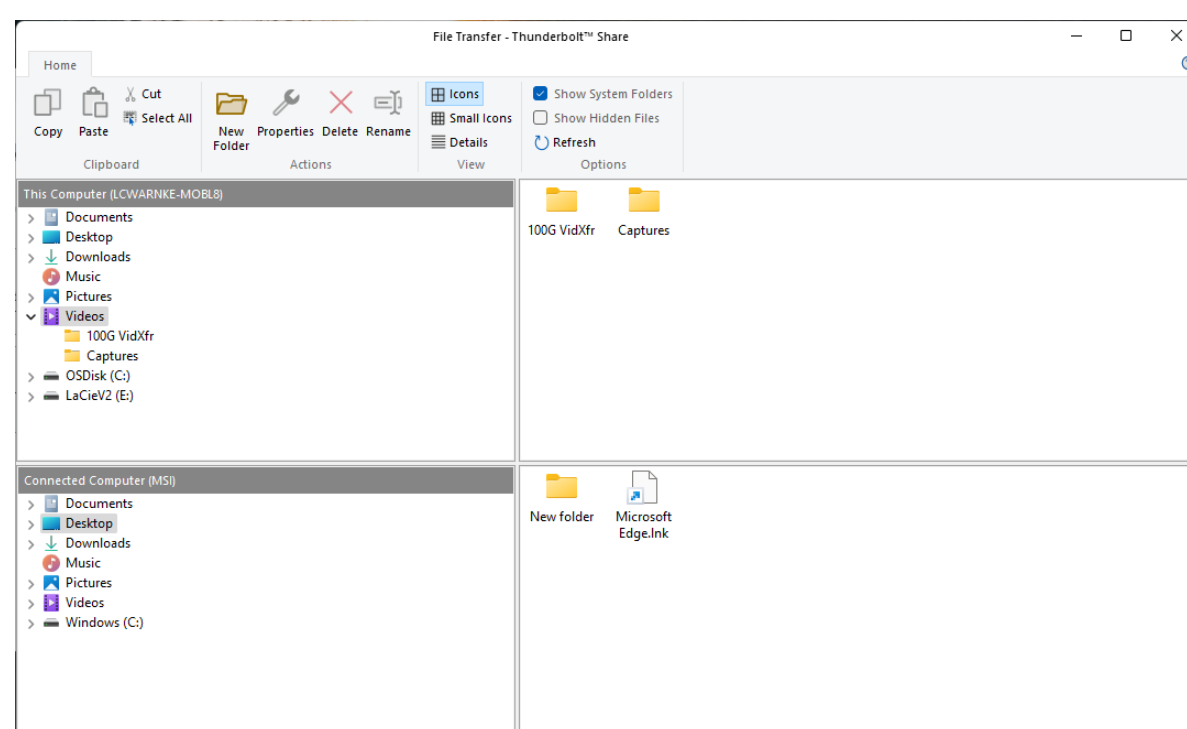 File Transfer - Thunderbolt™ Share
Home
Copy
Paste
Cut
Select All
Clipboard
New Folder
Properties
Delete
Rename
Actions
Icons
Small Icons
Details
View
Show System Folders
Show Hidden Files
Refresh
Options
This Computer (LCWARNKE-MOBL8)
Documents
Desktop
Downloads
Music
Pictures
Videos
100G VidXfr
Captures
OSDisk (C:)
LaCieV2 (E:)
100G VidXfr
Captures
Connected Computer (MSI)
Documents
Desktop
Downloads
Music
Pictures
Videos
Windows (C:)
New folder
Microsoft
Edge.lnk